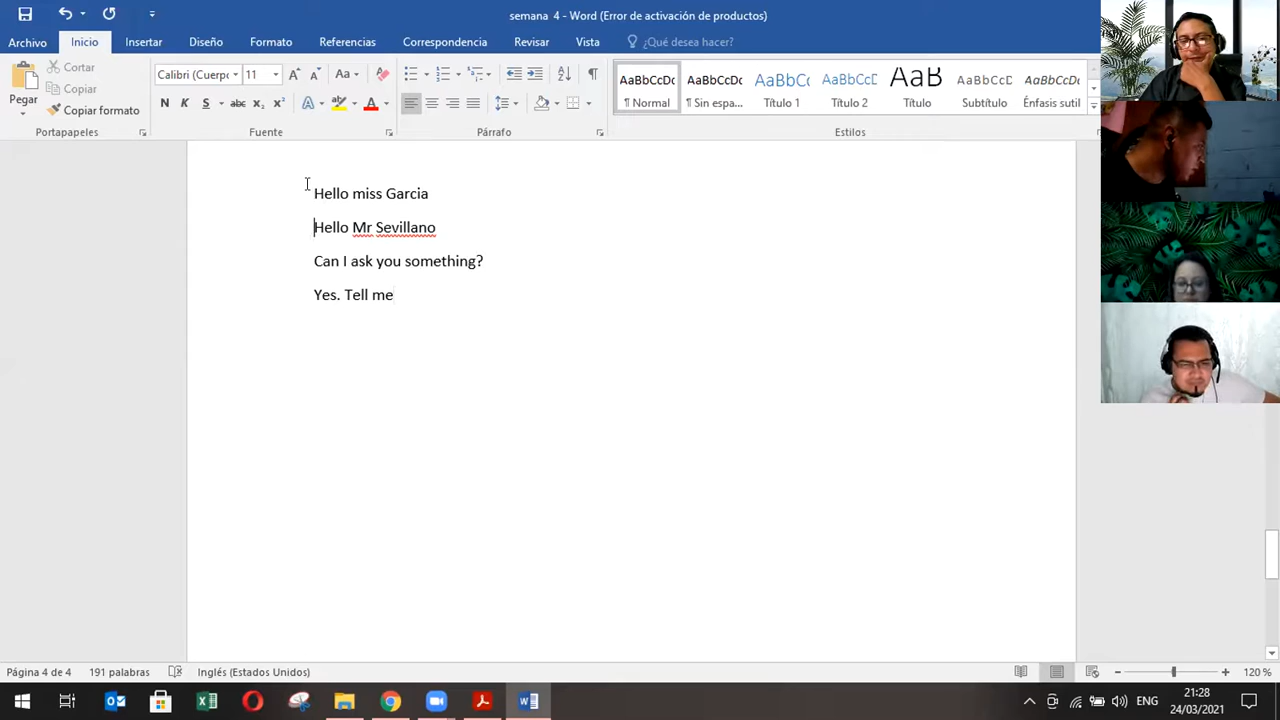 semana 4 - Word (Error de activación de productos)
Archivo Inicio Insertar Diseño Formato Referencias Correspondencia Revisar Vista ¿Qué desea hacer?
Pegar
Cortar
Copiar
Copiar formato
Portapapeles
Calibri (Cuerpo 11
N K S abc x₂ x²
Fuente
Párrafo
AaBbCcDc ¶ Normal
AaBbCcDc ¶ Sin espa...
AaBbCc Título 1
AaBbCcD Título 2
AaB Título
AaBbCcD Subtítulo
AaBbCcDc Énfasis sutil
Estilos
Hello miss Garcia
Hello Mr Sevillano
Can I ask you something?
Yes. Tell me
Página 4 de 4 191 palabras Inglés (Estados Unidos) 120 %
ENG 21:28
24/03/2021